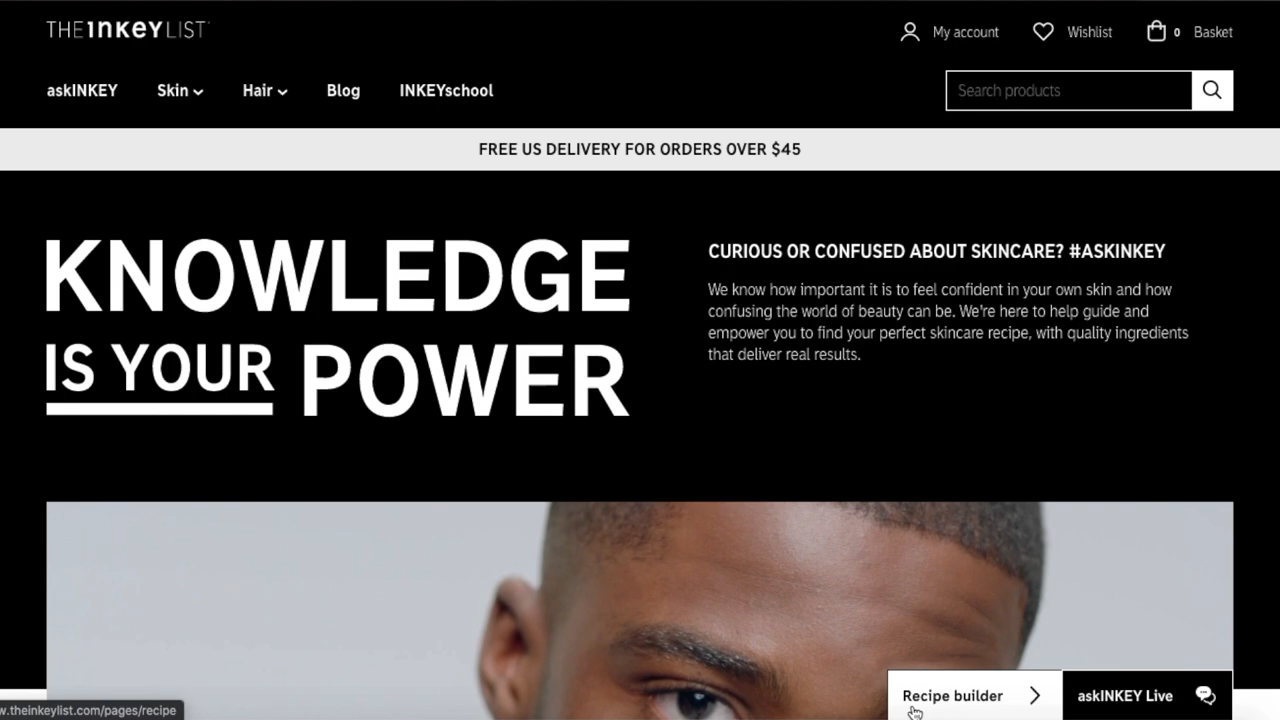 THE INKEY LIST
My account
Wishlist
0 Basket
askINKEY
Skin
Hair
Blog
INKEYschool
Search products
FREE US DELIVERY FOR ORDERS OVER $45
KNOWLEDGE
IS YOUR POWER
CURIOUS OR CONFUSED ABOUT SKINCARE? #ASKINKEY
We know how important it is to feel confident in your own skin and how
confusing the world of beauty can be. We're here to help guide and
empower you to find your perfect skincare recipe, with quality ingredients
that deliver real results.
Recipe builder
askINKEY Live
w.theinkeylist.com/pages/recipe